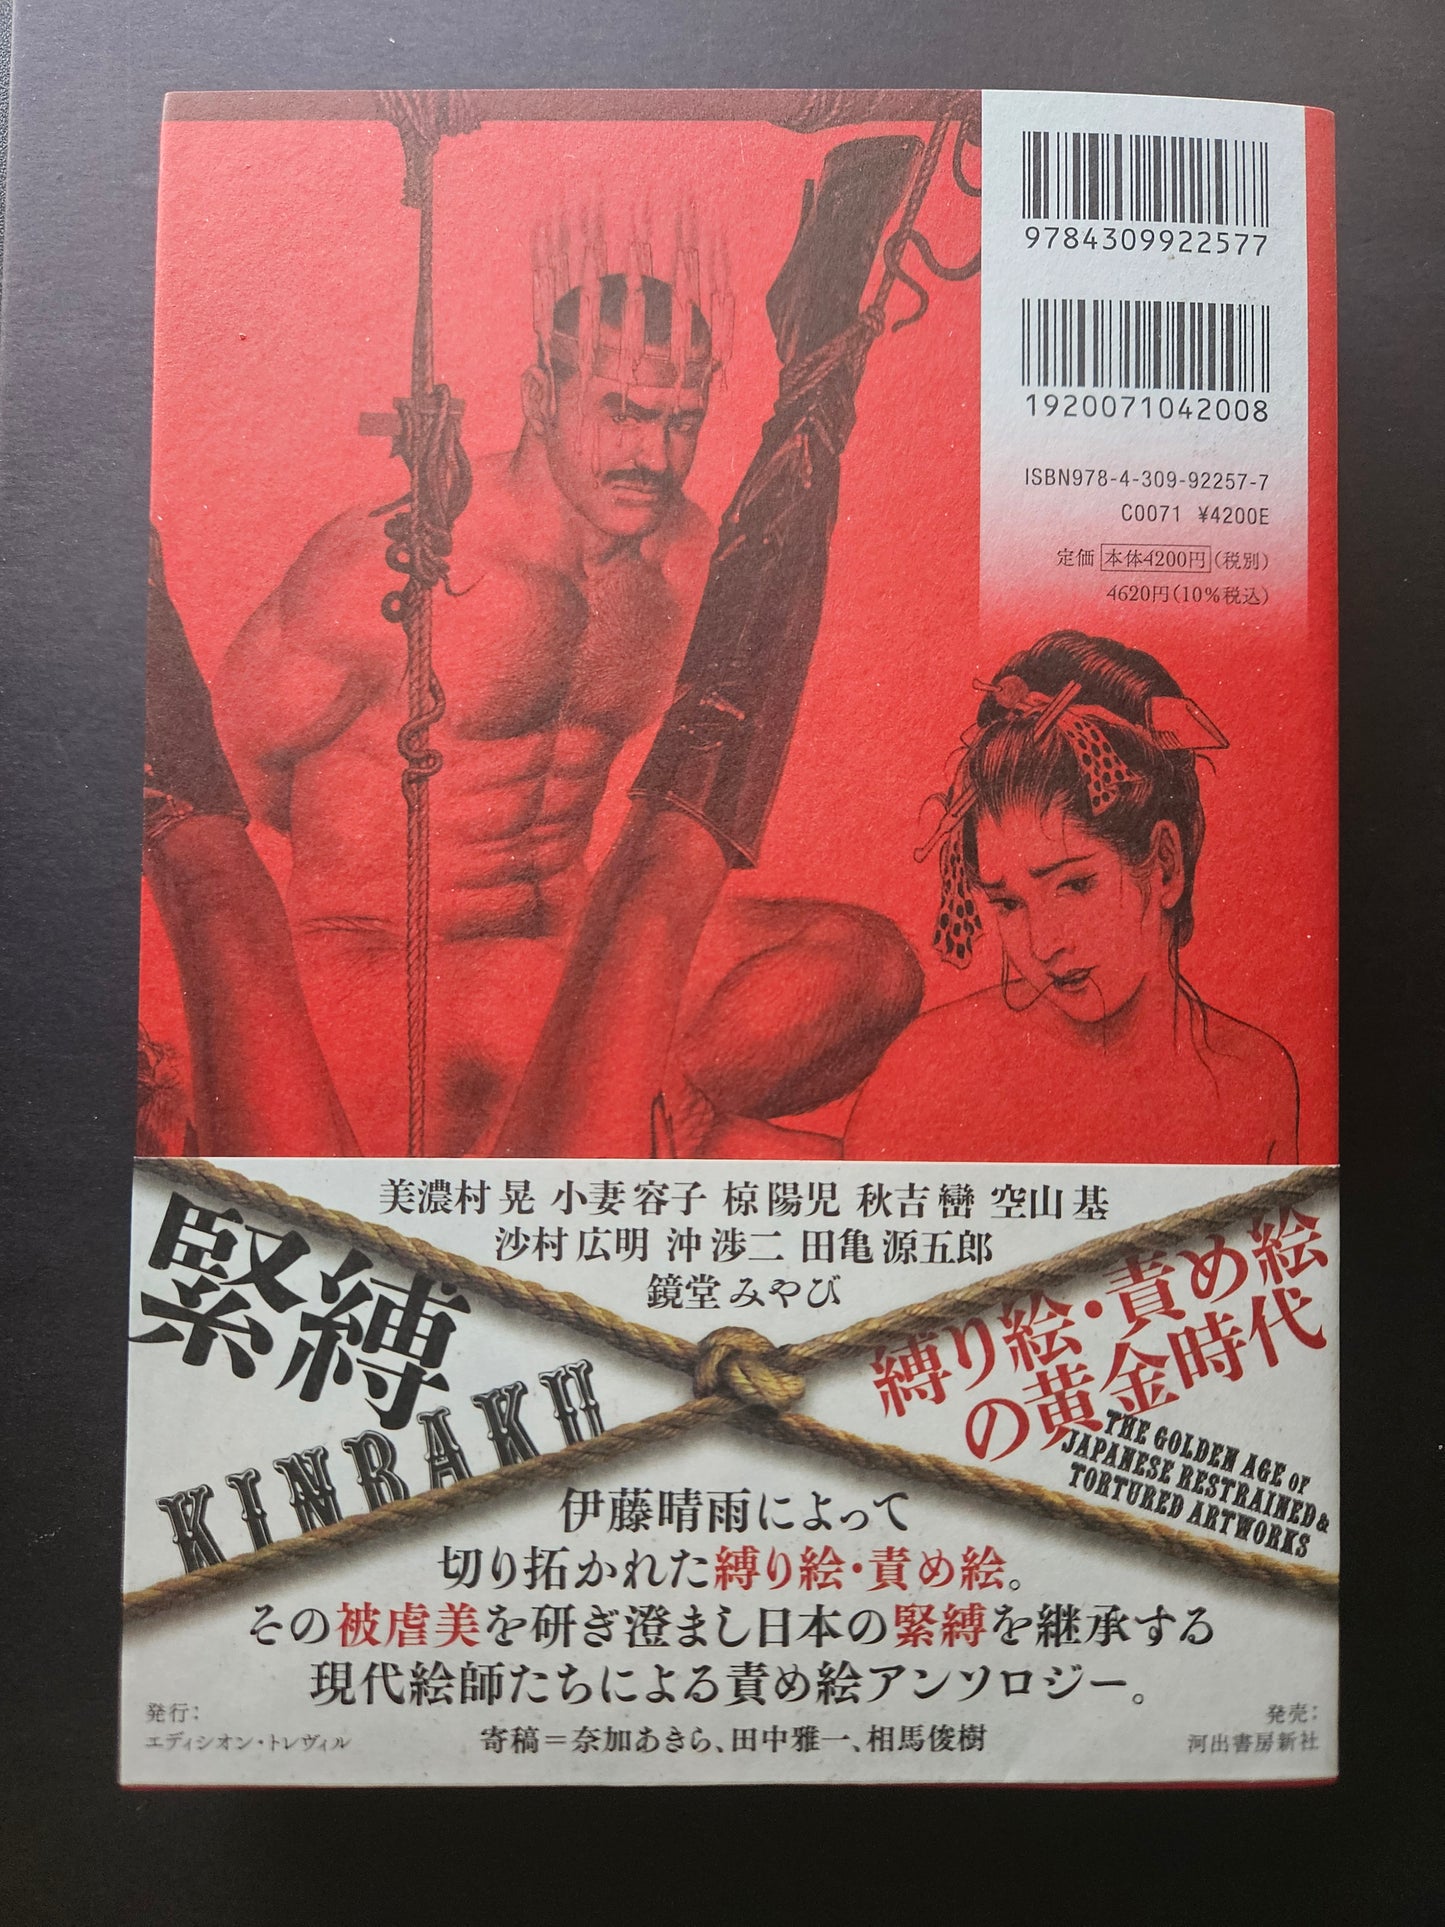 9784309922577
1920071042008
ISBN978-4-309-92257-7
C0071 ¥4200E
定価 本体4200円(税別)
4620円(10%税込)
美濃村 晃 小妻 容子 椋 陽児 秋吉 巒 空山 基
沙村 広明 沖 渉二 田亀 源五郎
鏡堂 みやび
緊縛
KINBAKU
縛り絵・責め絵
の黄金時代
THE GOLDEN AGE OF
JAPANESE RESTRAINED &
TORTURED ARTWORKS
伊藤晴雨によって
切り拓かれた縛り絵・責め絵。
その被虐美を研ぎ澄まし日本の緊縛を継承する
現代絵師たちによる責め絵アンソロジー。
寄稿=奈加あきら、田中雅一、相馬俊樹
発行:
エディシオン・トレヴィル
発売:
河出書房新社